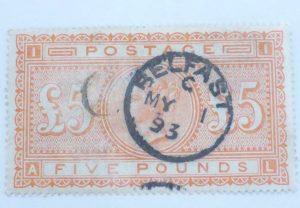 I POSTAGE I
£5 £5
BELFAST
C
MY 1
93
A FIVE POUNDS L